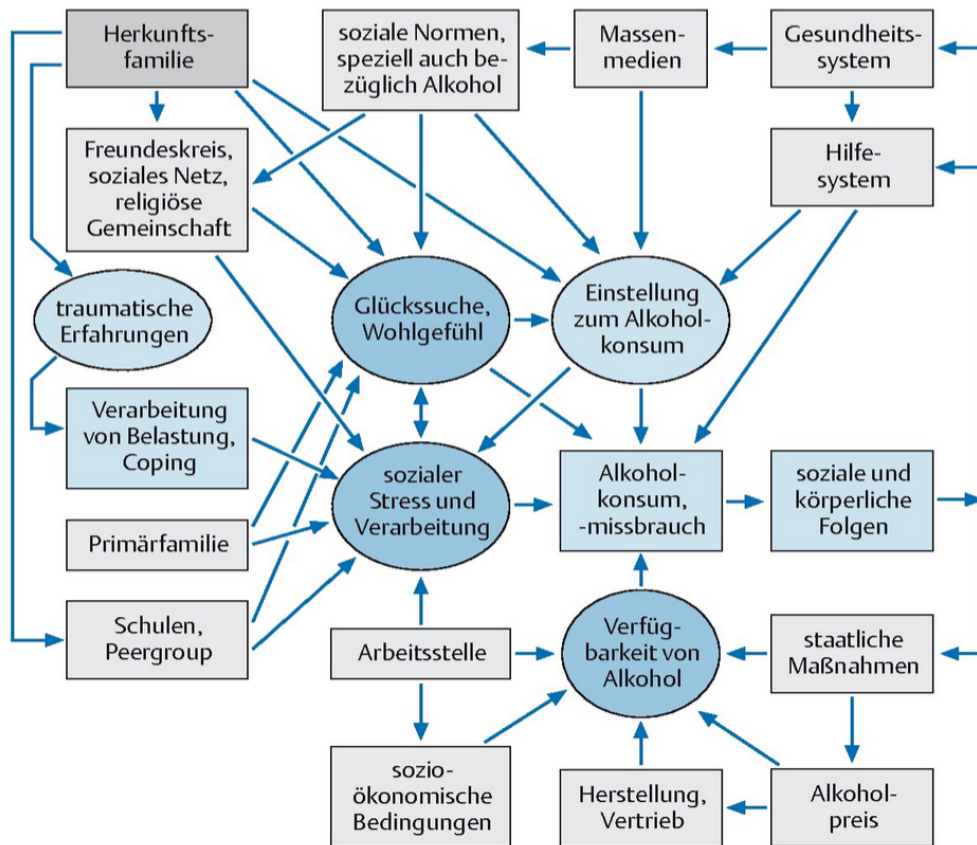 Herkunfts-
familie
soziale Normen,
speziell auch be-
züglich Alkohol
Massen-
medien
Gesundheits-
system
Freundeskreis,
soziales Netz,
religiöse
Gemeinschaft
Hilfe-
system
traumatische
Erfahrungen
Glückssuche,
Wohlgefühl
Einstellung
zum Alkohol-
konsum
Verarbeitung
von Belastung,
Coping
sozialer
Stress und
Verarbeitung
Alkohol-
konsum,
-missbrauch
soziale und
körperliche
Folgen
Primärfamilie
Schulen,
Peergroup
Arbeitsstelle
Verfüg-
barkeit von
Alkohol
staatliche
Maßnahmen
sozio-
ökonomische
Bedingungen
Herstellung,
Vertrieb
Alkohol-
preis